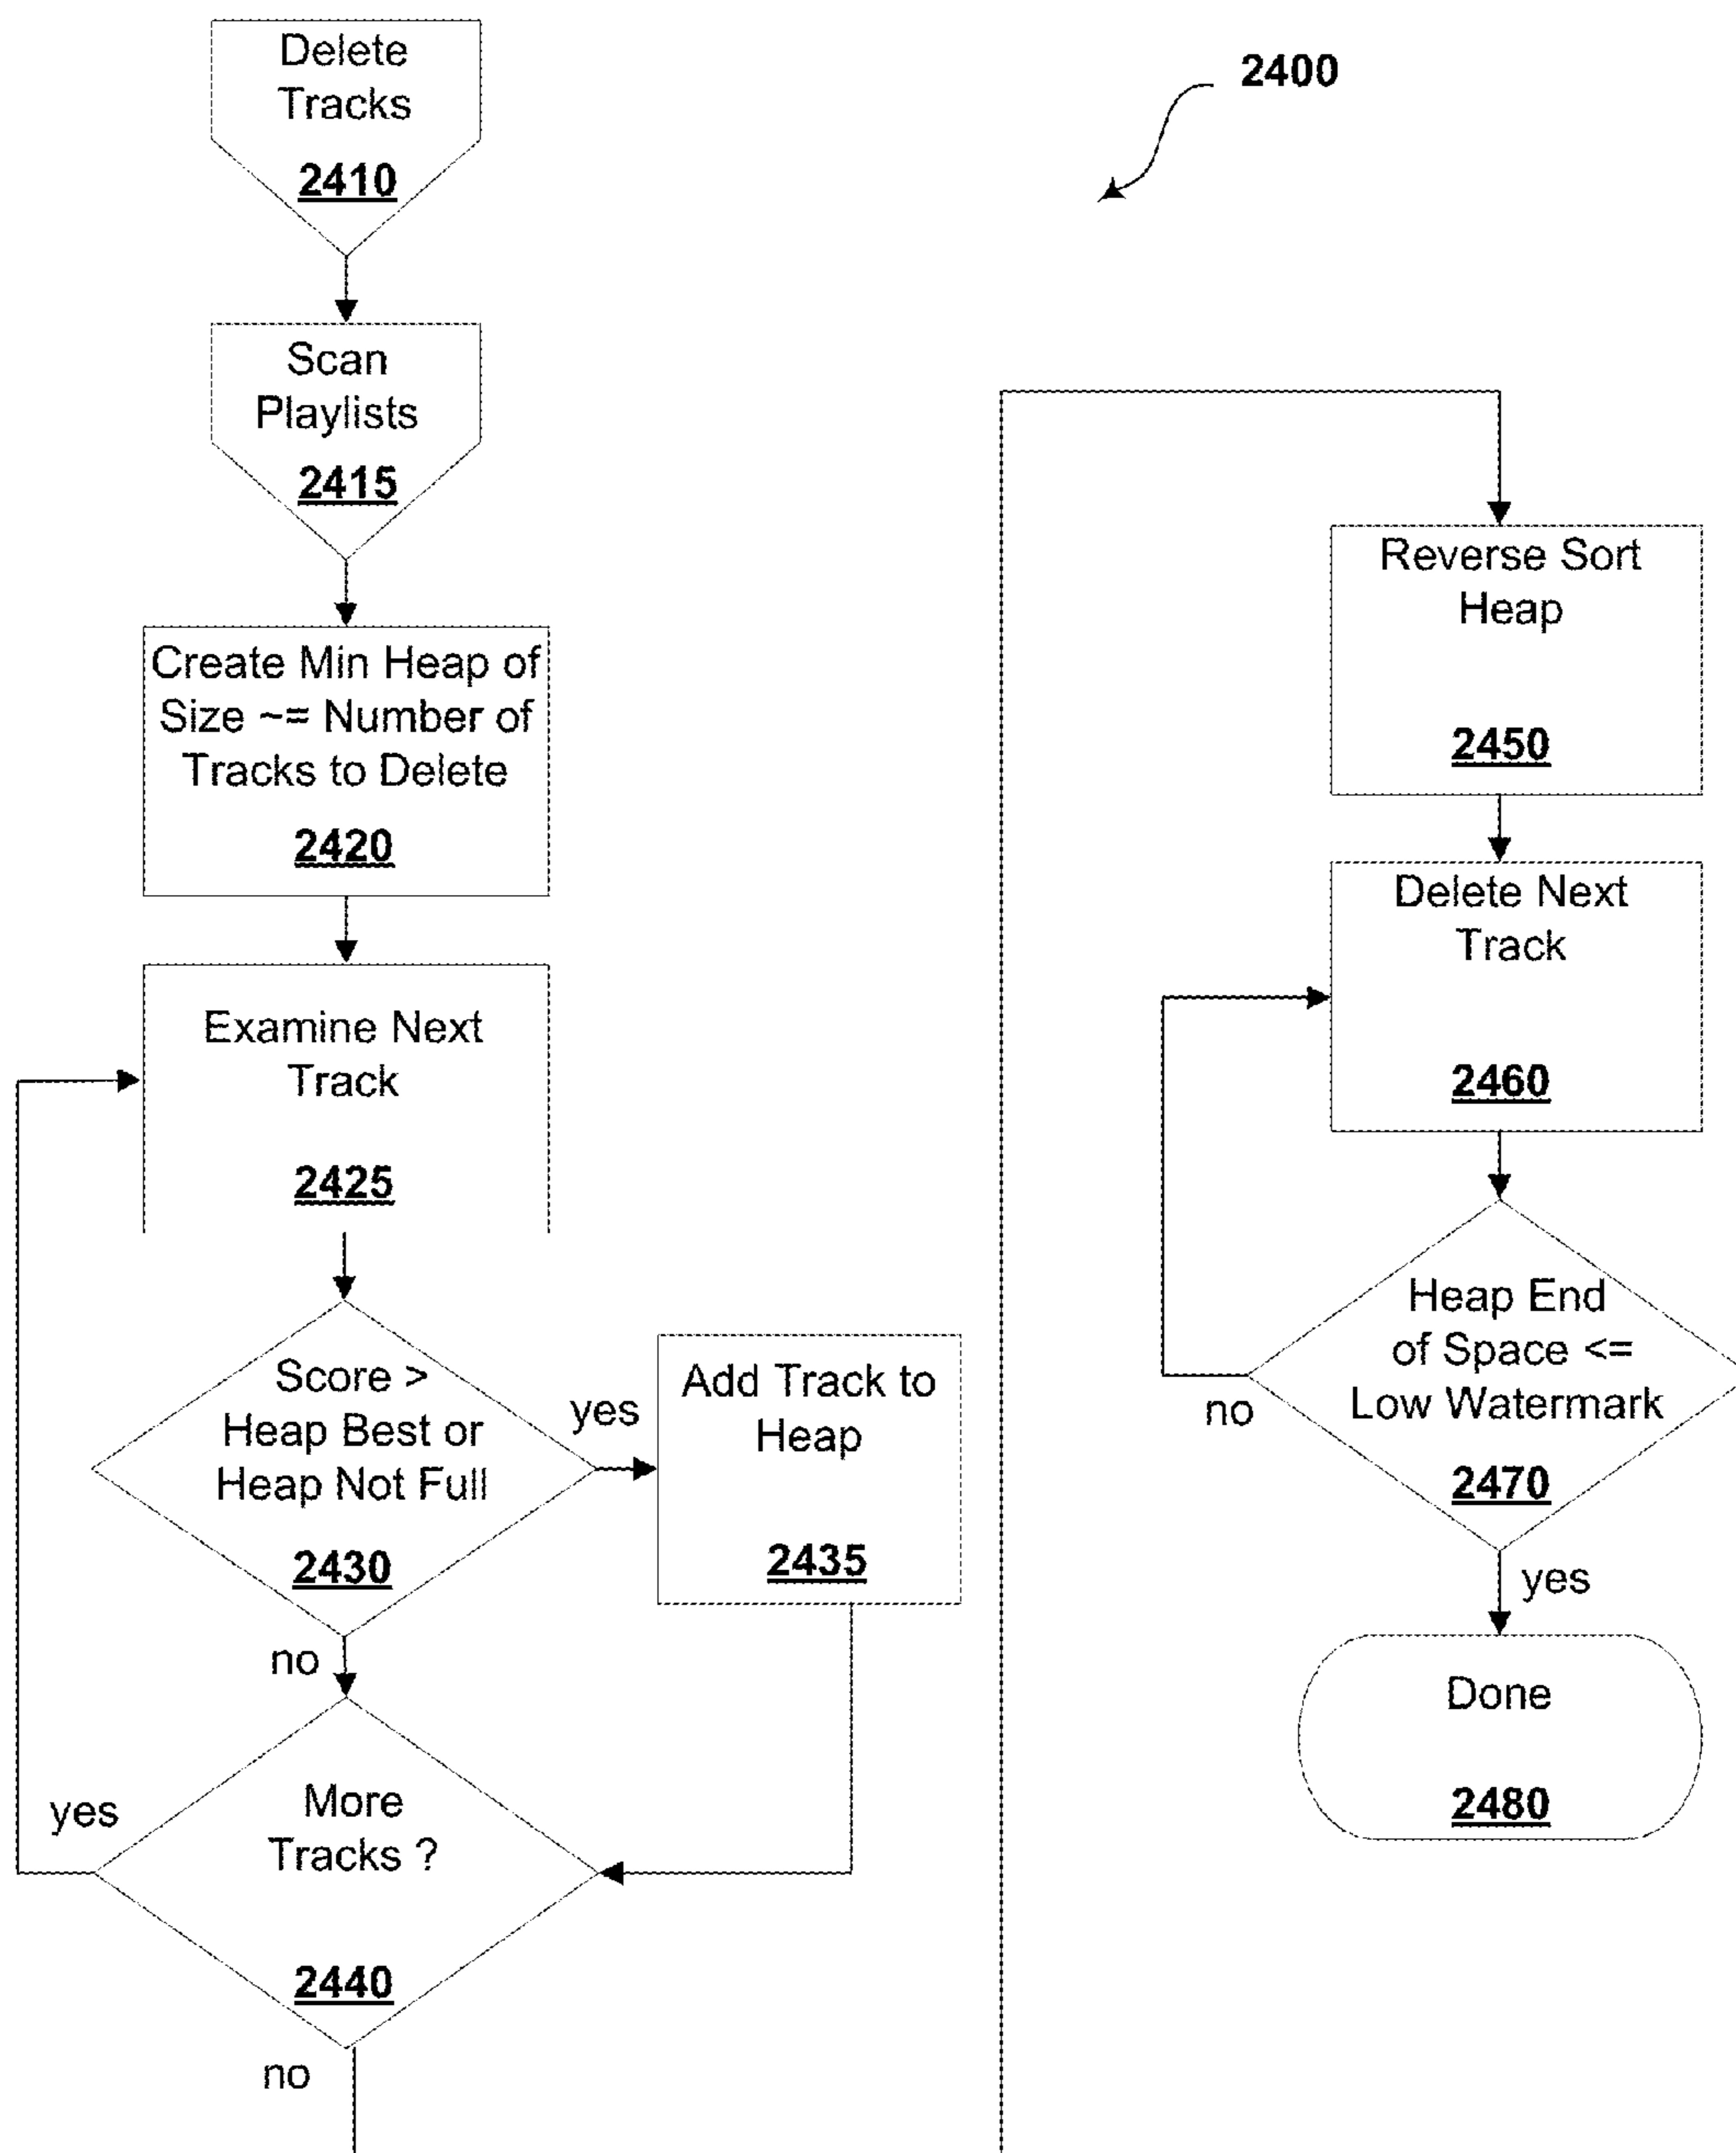 Delete
Tracks
2410
2400
Scan
Playlists
2415
Create Min Heap of
Size ~= Number of
Tracks to Delete
2420
Examine Next
Track
2425
Score >
Heap Best or
Heap Not Full
2430
yes
no
Add Track to
Heap
2435
More
Tracks ?
2440
yes
no
Reverse Sort
Heap
2450
Delete Next
Track
2460
Heap End
of Space <=
Low Watermark
2470
no
yes
Done
2480